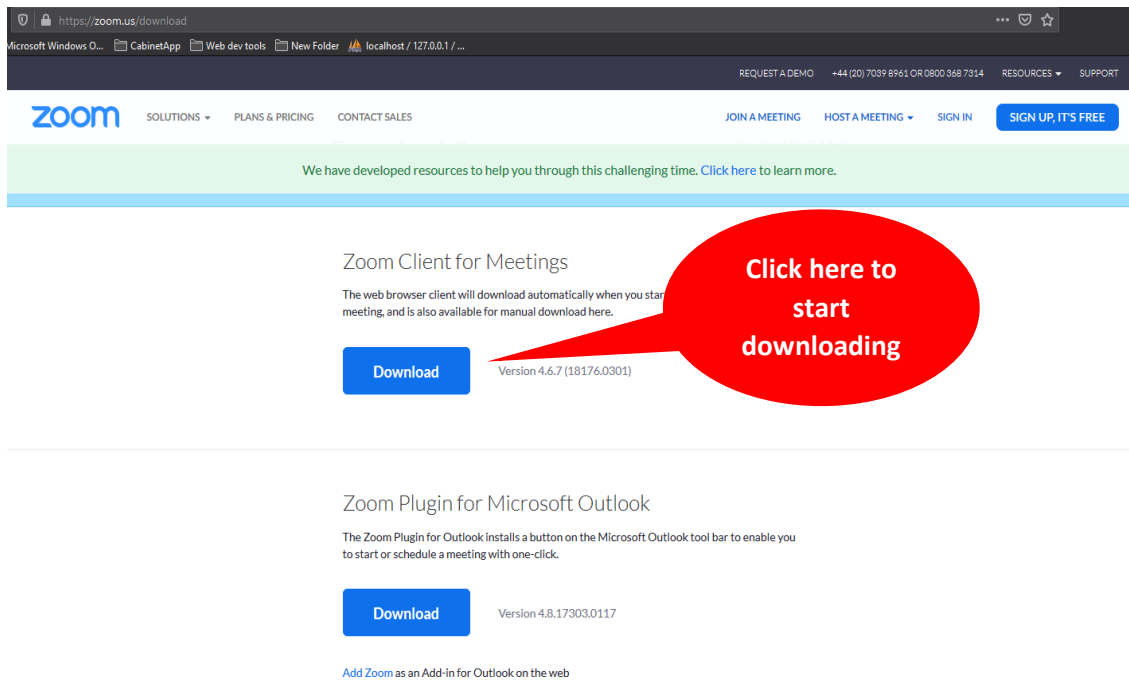 https://zoom.us/download
Microsoft Windows O... CabinetApp Web dev tools New Folder localhost / 127.0.0.1 / ...
REQUEST A DEMO +44 (20) 7039 8961 OR 0800 368 7314 RESOURCES SUPPORT
zoom SOLUTIONS PLANS & PRICING CONTACT SALES JOIN A MEETING HOST A MEETING SIGN IN SIGN UP, IT'S FREE
We have developed resources to help you through this challenging time. Click here to learn more.
Zoom Client for Meetings
The web browser client will download automatically when you star
meeting, and is also available for manual download here.
Click here to
start
downloading
Download Version 4.6.7 (18176.0301)
Zoom Plugin for Microsoft Outlook
The Zoom Plugin for Outlook installs a button on the Microsoft Outlook tool bar to enable you
to start or schedule a meeting with one-click.
Download Version 4.8.17303.0117
Add Zoom as an Add-in for Outlook on the web